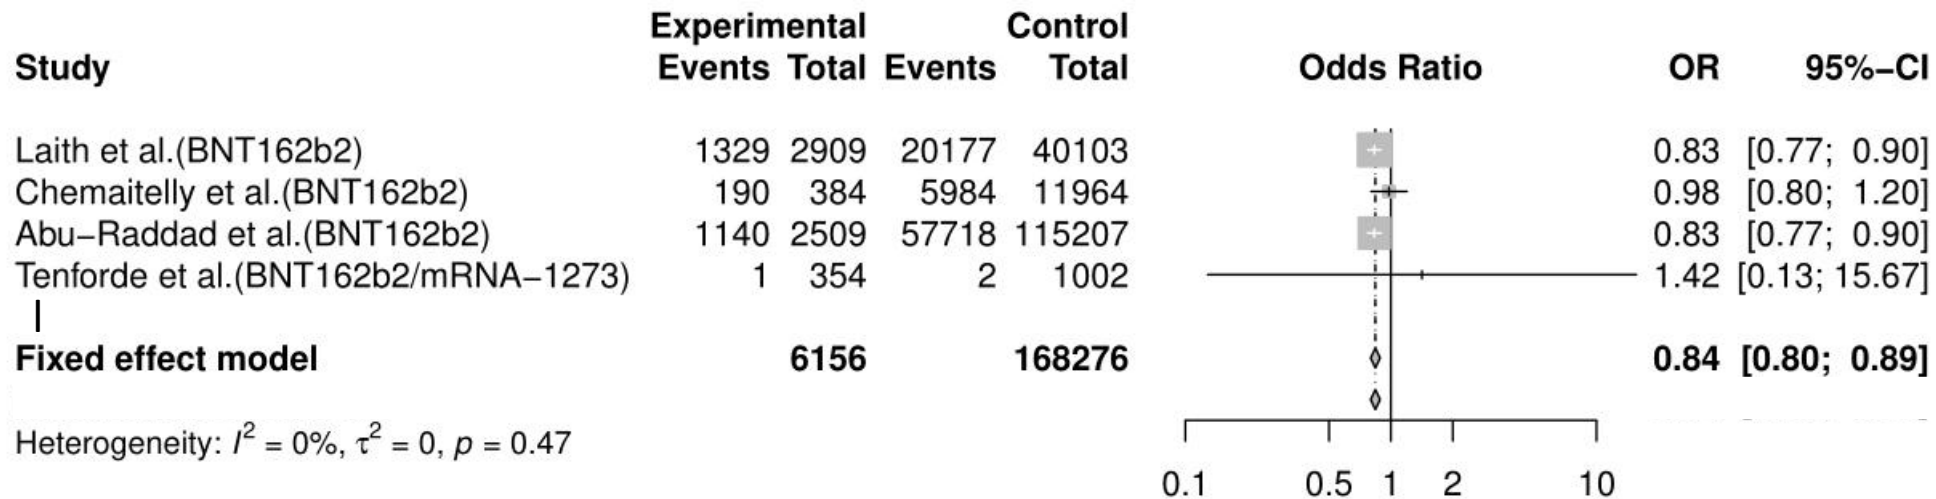 Experimental Control
Study Events Total Events Total Odds Ratio OR 95%−CI
Laith et al.(BNT162b2) 1329 2909 20177 40103 0.83 [0.77; 0.90]
Chemaitelly et al.(BNT162b2) 190 384 5984 11964 0.98 [0.80; 1.20]
Abu−Raddad et al.(BNT162b2) 1140 2509 57718 115207 0.83 [0.77; 0.90]
Tenforde et al.(BNT162b2/mRNA−1273) 1 354 2 1002 1.42 [0.13; 15.67]
Fixed effect model 6156 168276 0.84 [0.80; 0.89]
Heterogeneity: I² = 0%, τ² = 0, p = 0.47
0.1 0.5 1 2 10